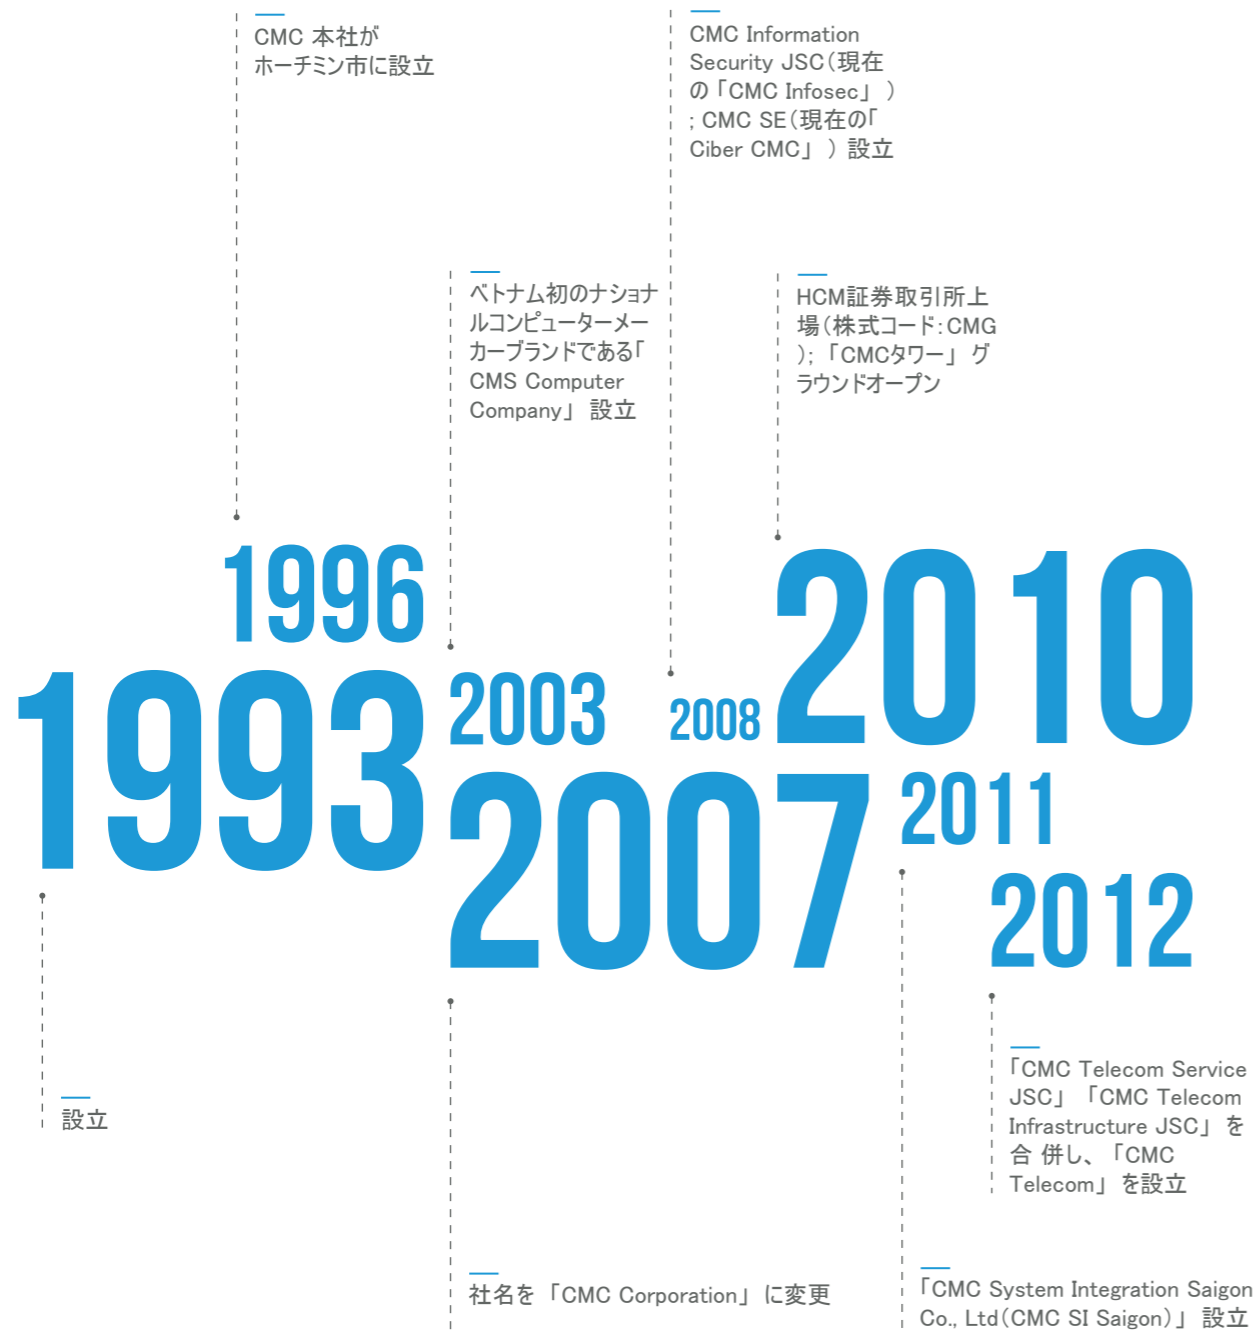 CMC 本社が
ホーチミン市に設立
CMC Information
Security JSC（現在
の「CMC Infosec」 ）
; CMC SE（現在の「
Ciber CMC」 ） 設立
ベトナム初のナショナ
ルコンピューターメー
カーブランドである「
CMS Computer
Company」 設立
HCM証券取引所上
場（株式コード：CMG
）； 「CMCタワー」 グ
ラウンドオープン
1996
2010
1993
2003
2008
2007
2011
2012
設立
「CMC Telecom Service
JSC」 「CMC Telecom
Infrastructure JSC」 を
合 併し、 「CMC
Telecom」 を設立
社名を 「CMC Corporation」 に変更
「CMC System Integration Saigon
Co., Ltd（CMC SI Saigon）」 設立